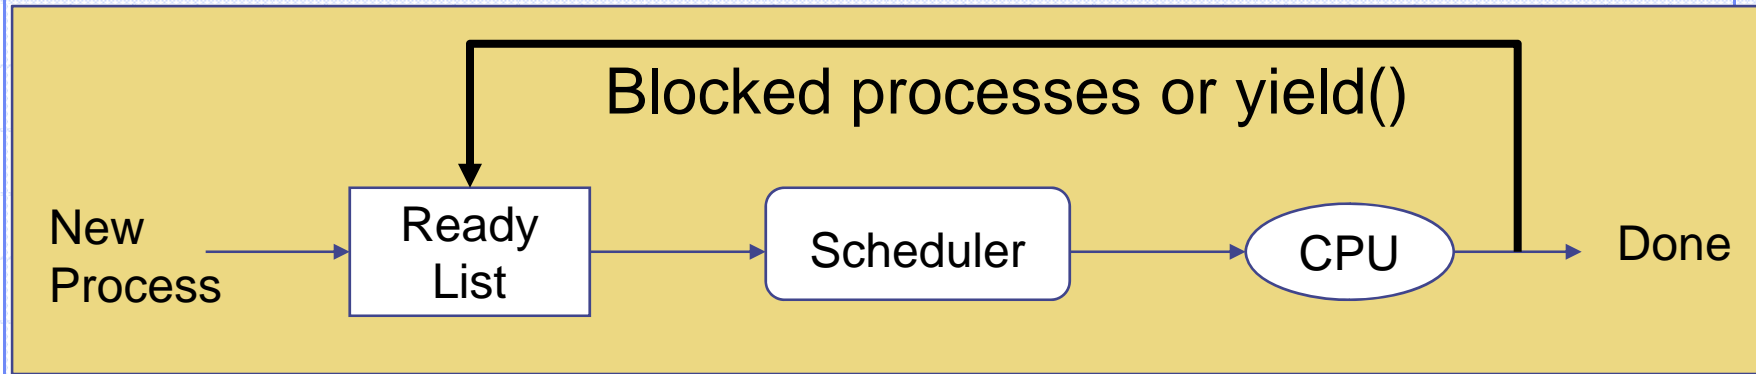 Blocked processes or yield()
New
Process
Ready
List
Scheduler
CPU
Done